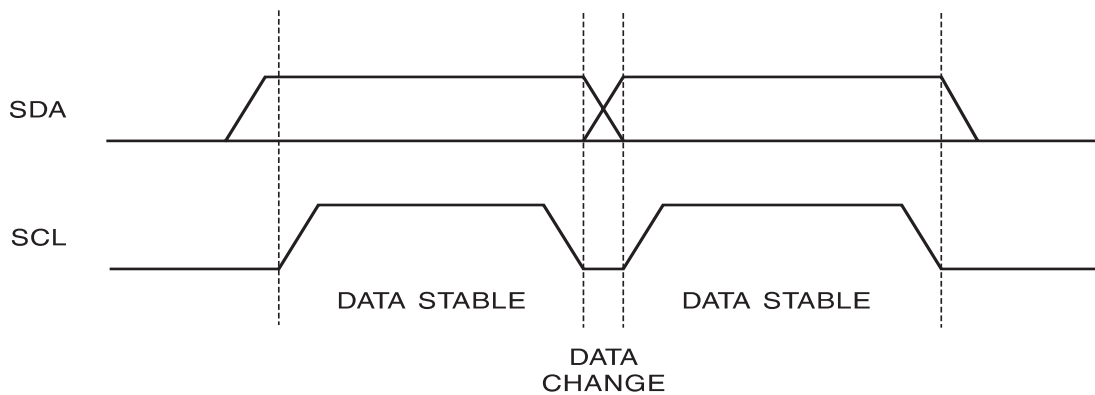 SDA
SCL
DATA STABLE
DATA STABLE
DATA
CHANGE